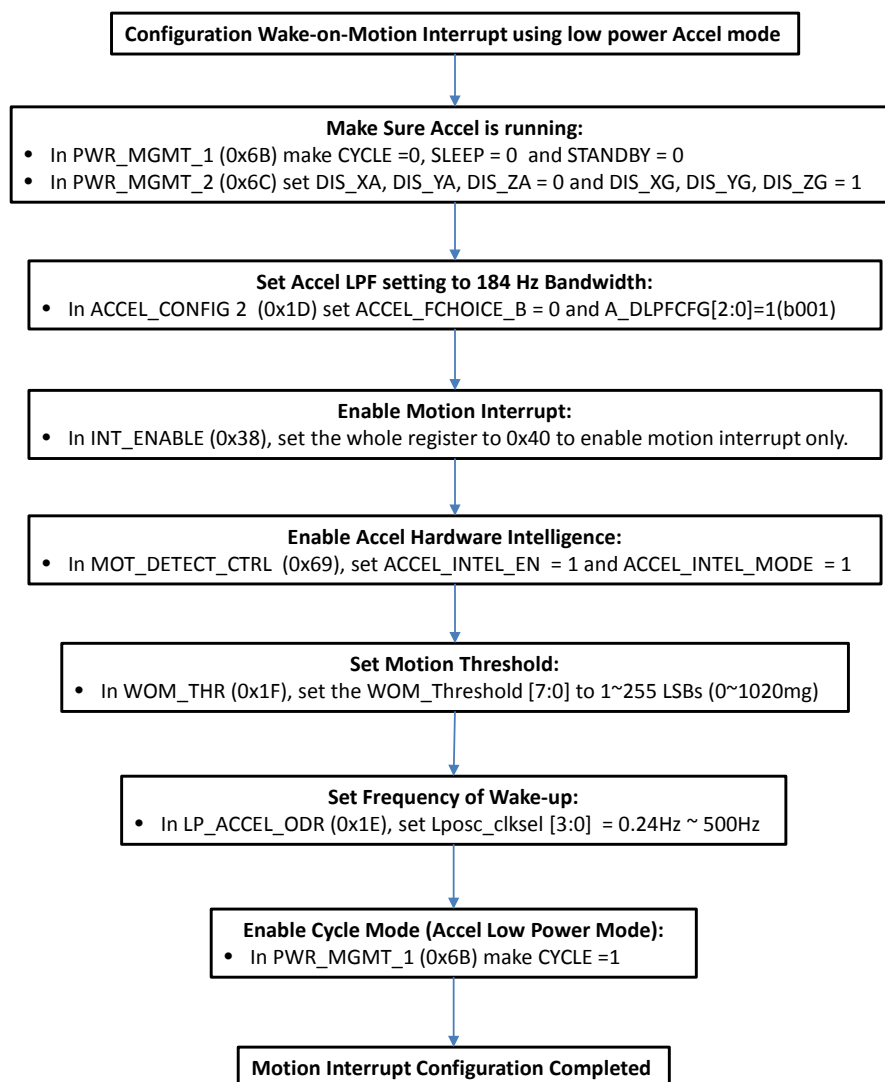 Configuration Wake-on-Motion Interrupt using low power Accel mode
Make Sure Accel is running:
• In PWR_MGMT_1 (0x6B) make CYCLE =0, SLEEP = 0  and STANDBY = 0
• In PWR_MGMT_2 (0x6C) set DIS_XA, DIS_YA, DIS_ZA = 0 and DIS_XG, DIS_YG, DIS_ZG = 1
Set Accel LPF setting to 184 Hz Bandwidth:
• In ACCEL_CONFIG 2  (0x1D) set ACCEL_FCHOICE_B = 0 and A_DLPFCFG[2:0]=1(b001)
Enable Motion Interrupt:
• In INT_ENABLE (0x38), set the whole register to 0x40 to enable motion interrupt only.
Enable Accel Hardware Intelligence:
• In MOT_DETECT_CTRL  (0x69), set ACCEL_INTEL_EN  = 1 and ACCEL_INTEL_MODE  = 1
Set Motion Threshold:
• In WOM_THR (0x1F), set the WOM_Threshold [7:0] to 1~255 LSBs (0~1020mg)
Set Frequency of Wake-up:
• In LP_ACCEL_ODR (0x1E), set Lposc_clksel [3:0]  = 0.24Hz ~ 500Hz
Enable Cycle Mode (Accel Low Power Mode):
• In PWR_MGMT_1 (0x6B) make CYCLE =1
Motion Interrupt Configuration Completed